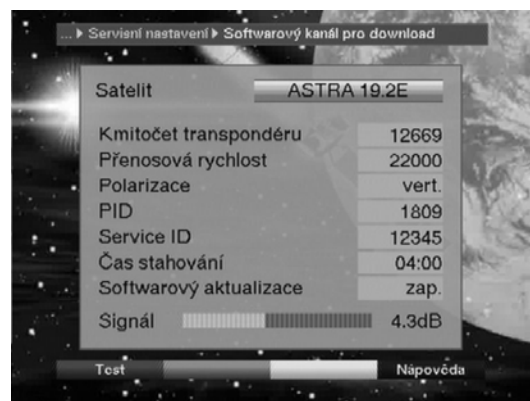 ... ▶ Servisní nastavení ▶ Softwarový kanál pro download
Satelit ASTRA 19.2E
Kmitočet transpondéru 12669
Přenosová rychlost 22000
Polarizace vert.
PID 1809
Service ID 12345
Čas stahování 04:00
Softwarový aktualizace zap.
Signál 4.3dB
Test Nápověda